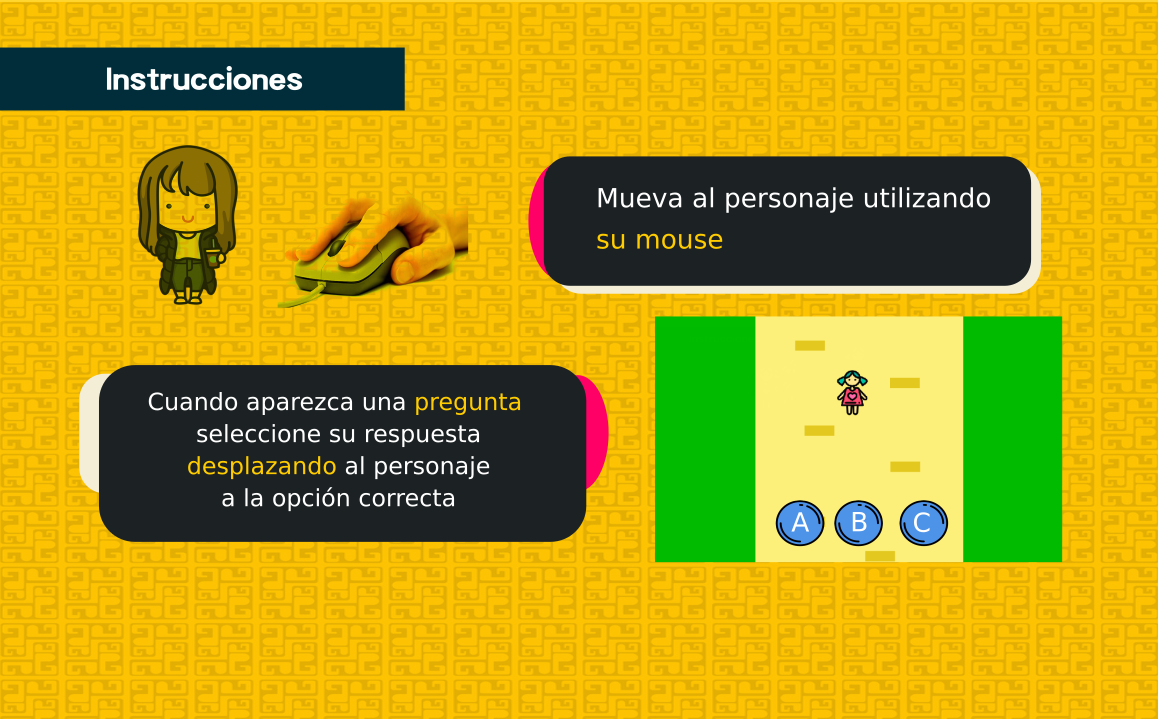 Instrucciones
Mueva al personaje utilizando
su mouse
Cuando aparezca una pregunta
seleccione su respuesta
desplazando al personaje
a la opción correcta
A B C